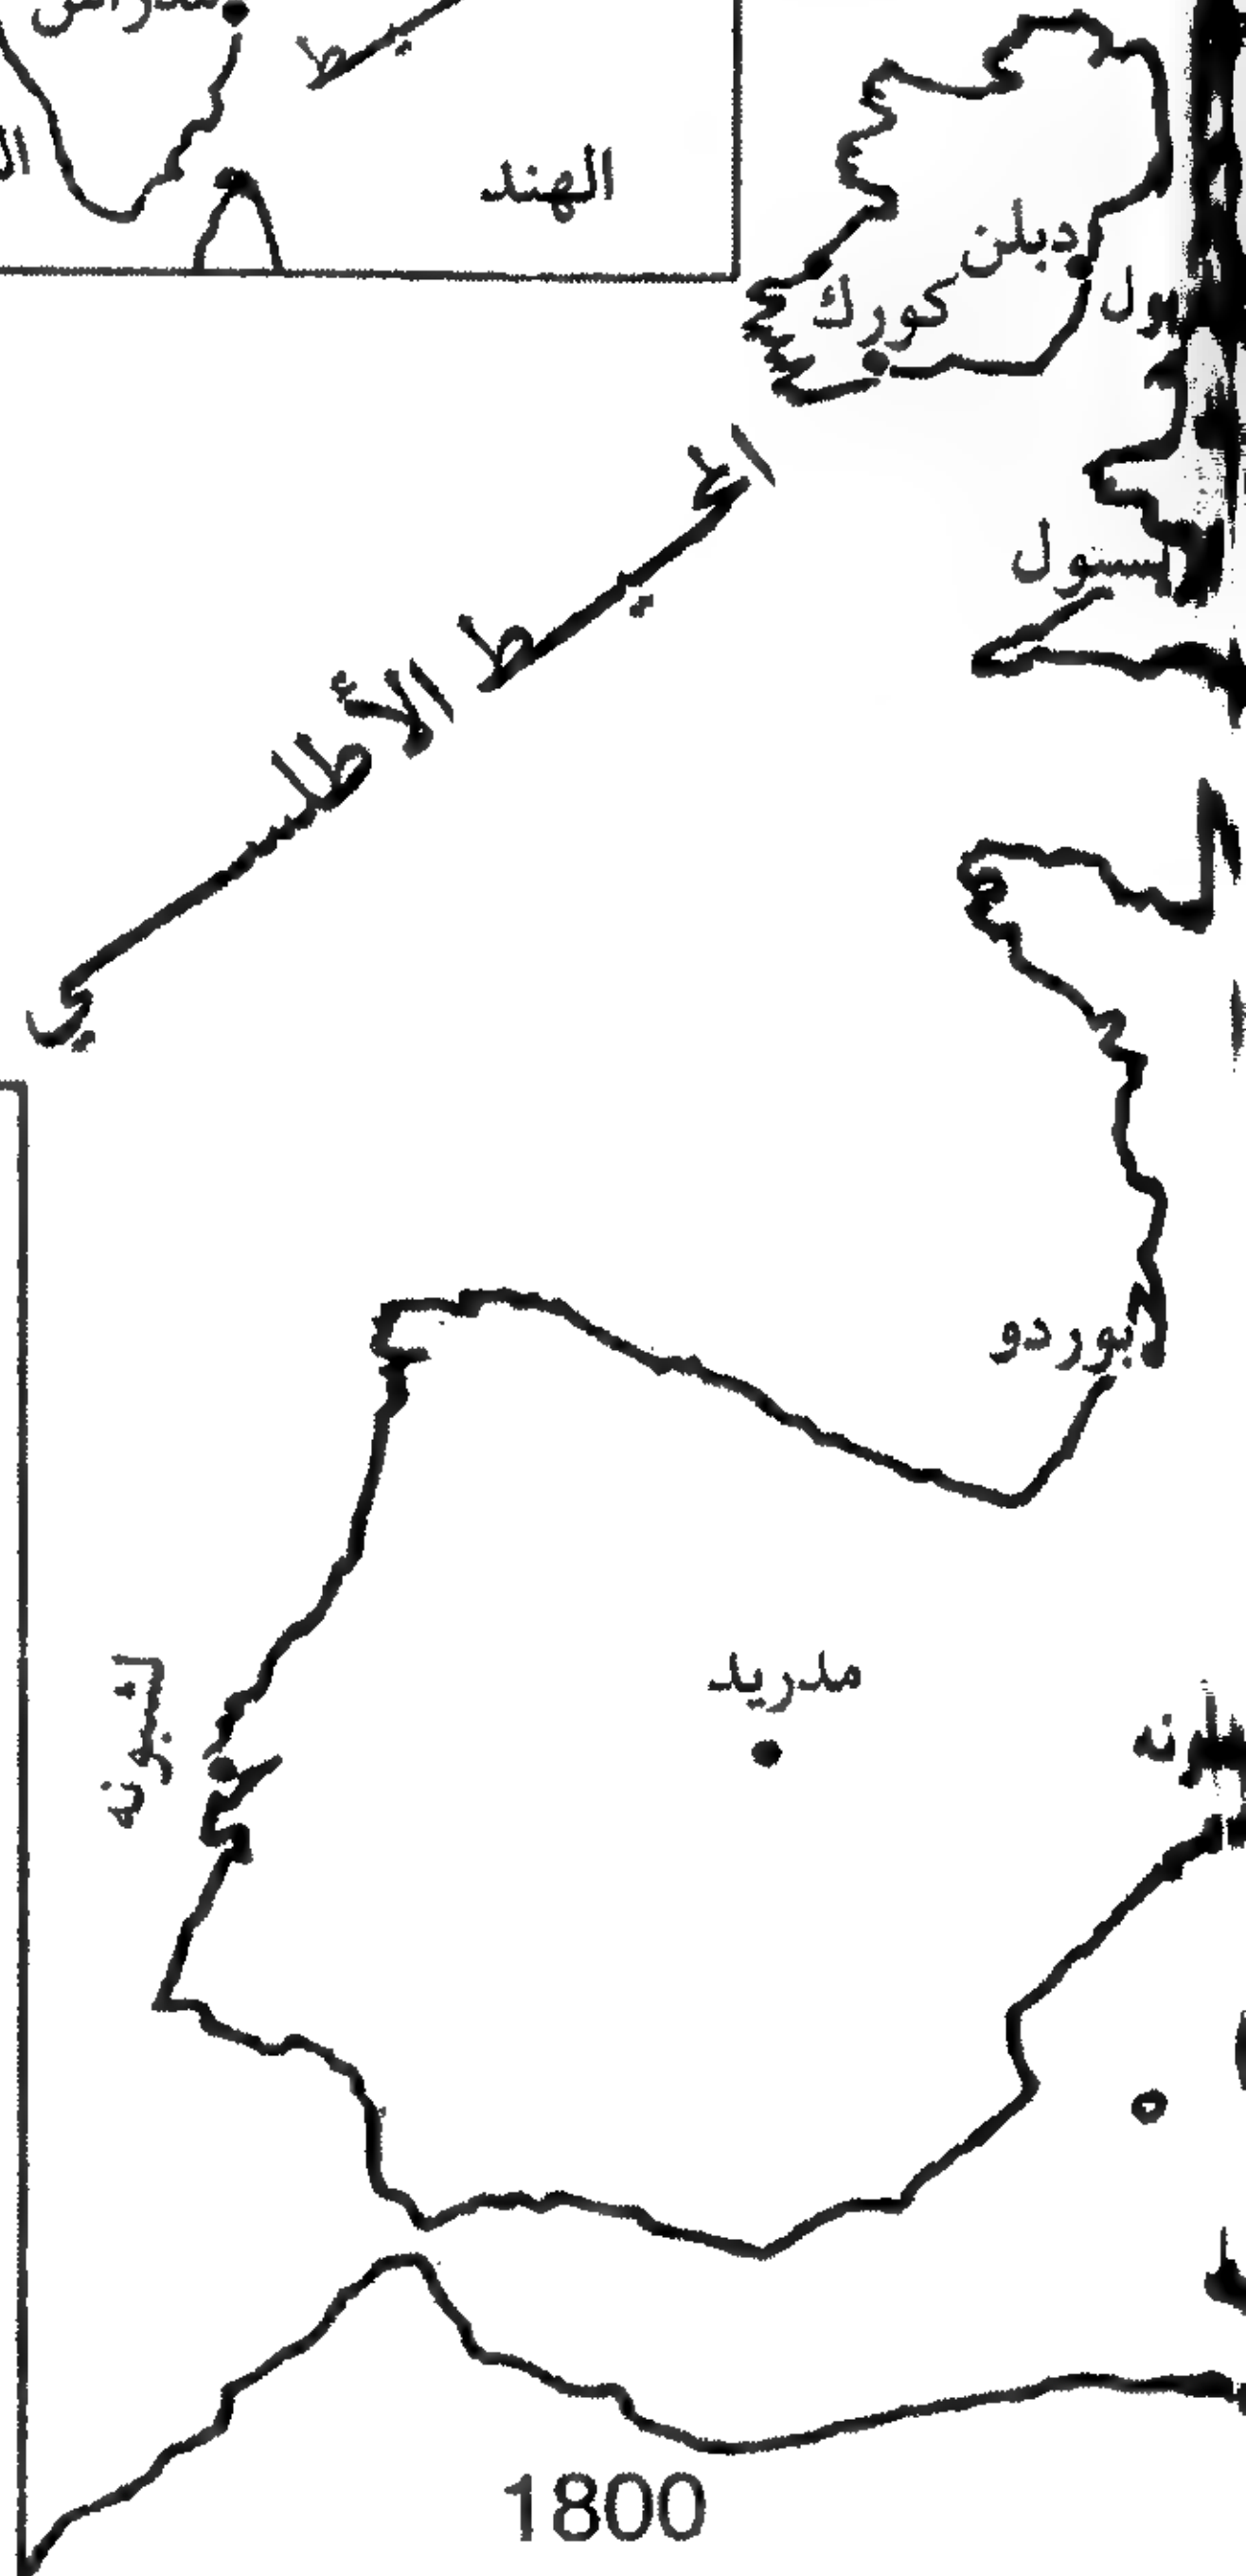 ط
الهند
دبلن
كورك
المحيط الأطلسي
بوردو
مدريد
لشبونه
1800